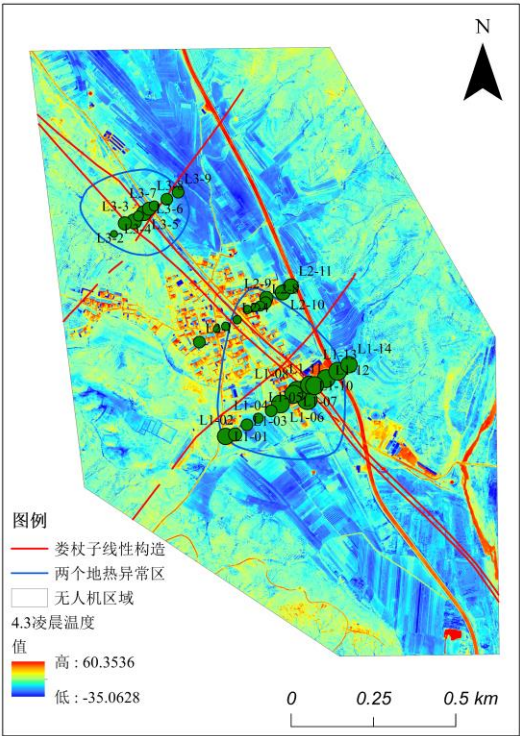 N
L3-9
L3-7
L3-3
L3-6
L3-4
L3-5
L3-2
L2-11
L2-9
L2-10
L1-14
L1-13
L1-12
L1-10
L1-07
L1-04
L1-06
L1-02
L1-03
L1-01
图例
娄杖子线性构造
两个地热异常区
无人机区域
4.3凌晨温度
值
高 : 60.3536
低 : -35.0628
0 0.25 0.5 km